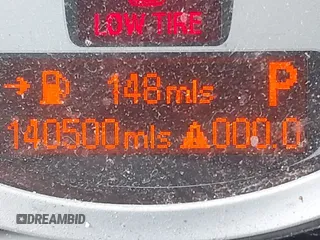 LOW TIRE
148 mls P
140500 mls 000.0
DREAMBID